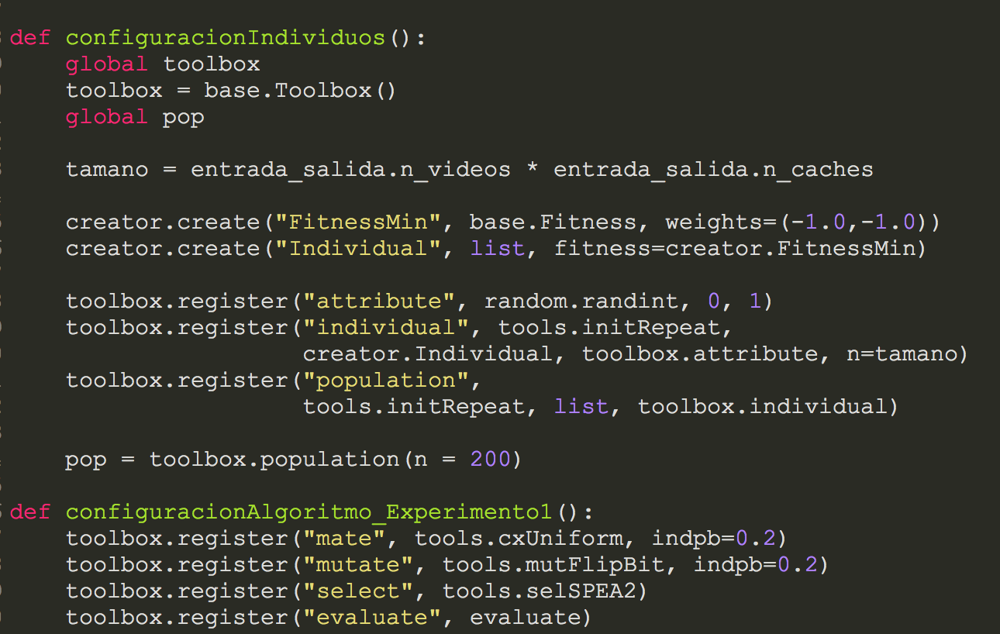 def configuracionIndividuos():
    global toolbox
    toolbox = base.Toolbox()
    global pop

    tamano = entrada_salida.n_videos * entrada_salida.n_caches

    creator.create("FitnessMin", base.Fitness, weights=(-1.0,-1.0))
    creator.create("Individual", list, fitness=creator.FitnessMin)

    toolbox.register("attribute", random.randint, 0, 1)
    toolbox.register("individual", tools.initRepeat,
                     creator.Individual, toolbox.attribute, n=tamano)
    toolbox.register("population",
                     tools.initRepeat, list, toolbox.individual)

    pop = toolbox.population(n = 200)

def configuracionAlgoritmo_Experimento1():
    toolbox.register("mate", tools.cxUniform, indpb=0.2)
    toolbox.register("mutate", tools.mutFlipBit, indpb=0.2)
    toolbox.register("select", tools.selSPEA2)
    toolbox.register("evaluate", evaluate)